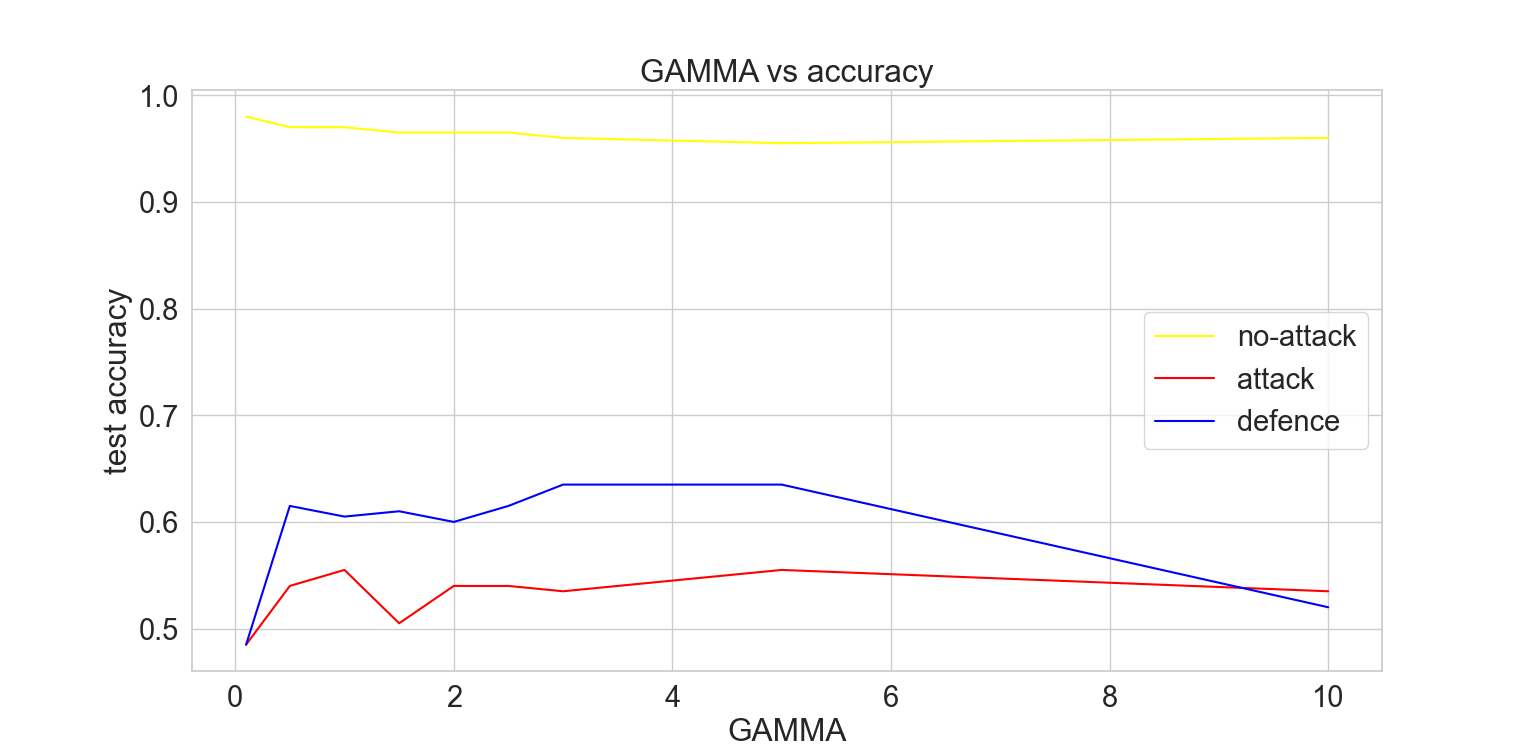 GAMMA vs accuracy
test accuracy
1.0
0.9
0.8
0.7
0.6
0.5
no-attack
attack
defence
0 2 4 6 8 10
GAMMA